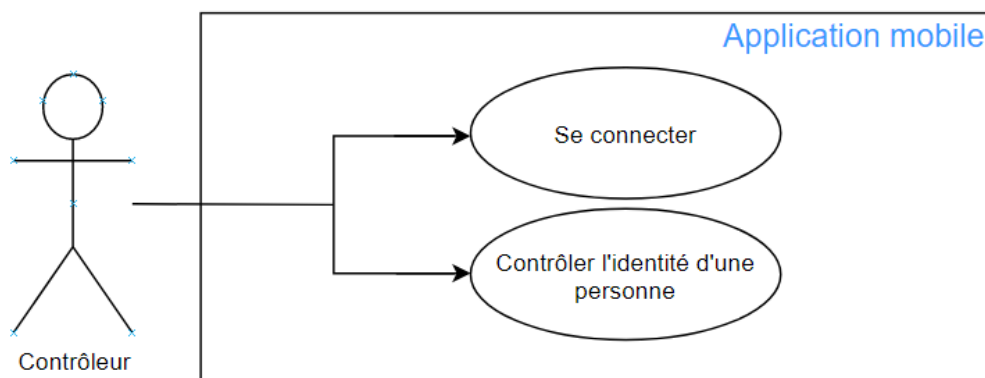 Application mobile
Se connecter
Contrôler l'identité d'une
personne
Contrôleur